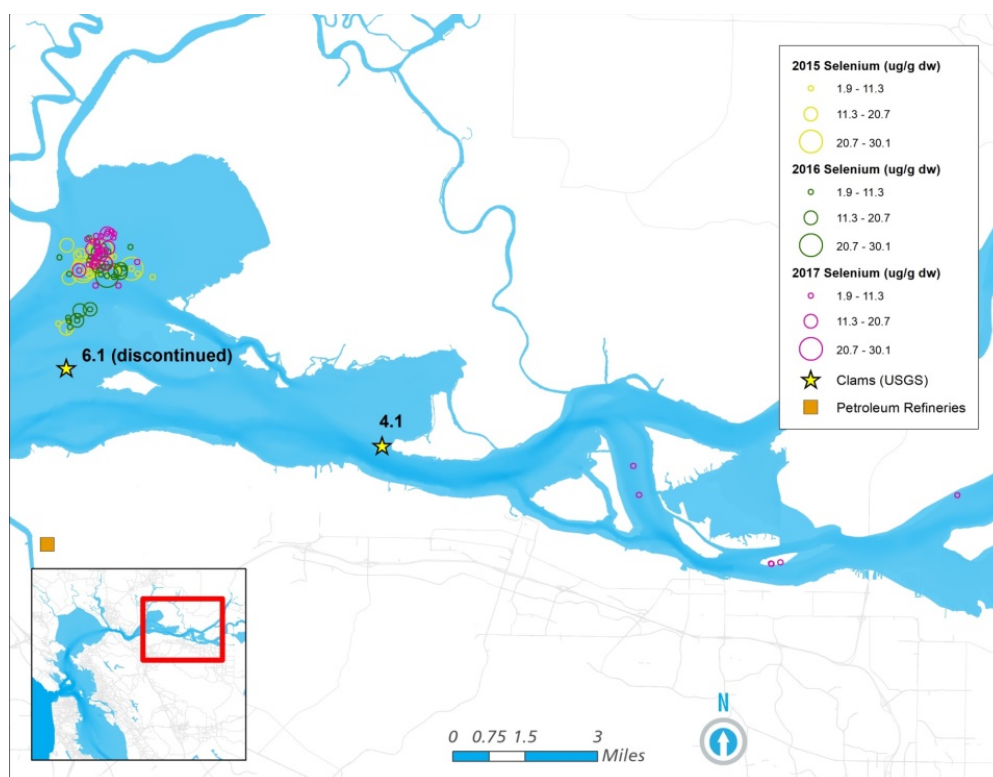 2015 Selenium (ug/g dw)
1.9 - 11.3
11.3 - 20.7
20.7 - 30.1
2016 Selenium (ug/g dw)
1.9 - 11.3
11.3 - 20.7
20.7 - 30.1
2017 Selenium (ug/g dw)
1.9 - 11.3
11.3 - 20.7
20.7 - 30.1
Clams (USGS)
Petroleum Refineries
6.1 (discontinued)
4.1
N
0 0.75 1.5 3
Miles